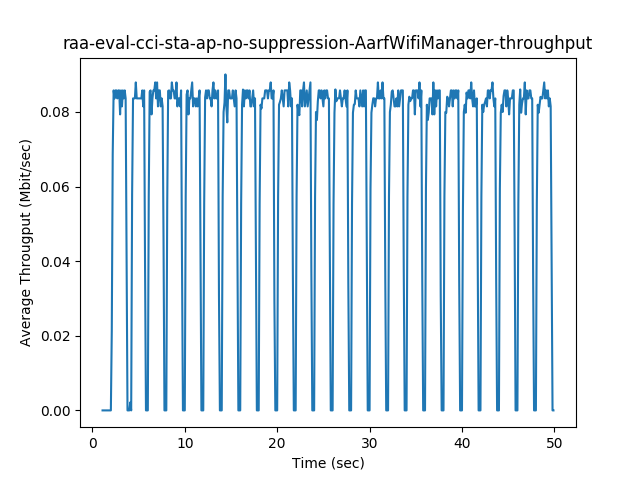 raa-eval-cci-sta-ap-no-suppression-AarfWifiManager-throughput
Average Througput (Mbit/sec)
0.08
0.06
0.04
0.02
0.00
0 10 20 30 40 50
Time (sec)